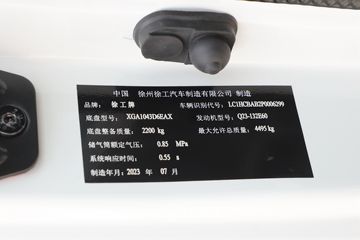 中国 徐州徐工汽车制造有限公司 制造
品牌：徐工牌 车辆识别代号：LC1HCBAH2P0006299
底盘型号：XGA1043D6EAX 发动机型号：Q23-132E60
底盘整备质量：2200 kg 最大允许总质量：4495 kg
储气筒额定气压：0.85 MPa
系统响应时间：0.55 s
制造年月：2023 年 07 月